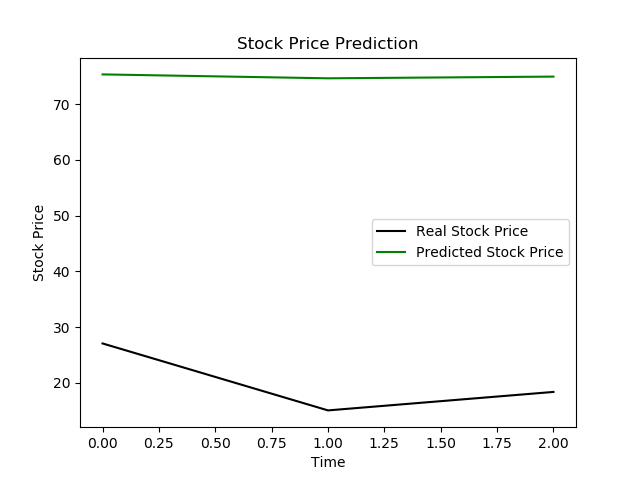 Stock Price Prediction
70
60
50
40
30
20
Stock Price
Real Stock Price
Predicted Stock Price
0.00 0.25 0.50 0.75 1.00 1.25 1.50 1.75 2.00
Time